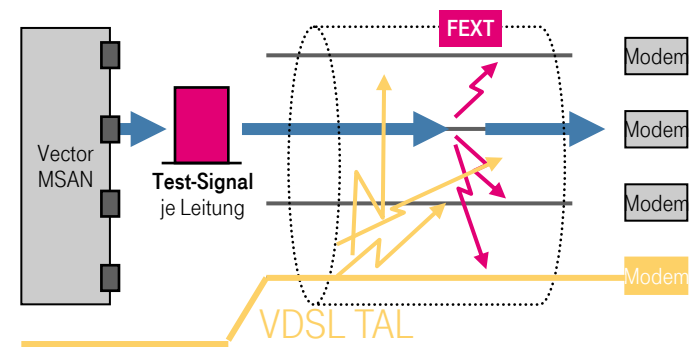 FEXT
Modem
Modem
Vector
MSAN
Test-Signal
je Leitung
Modem
Modem
VDSL TAL